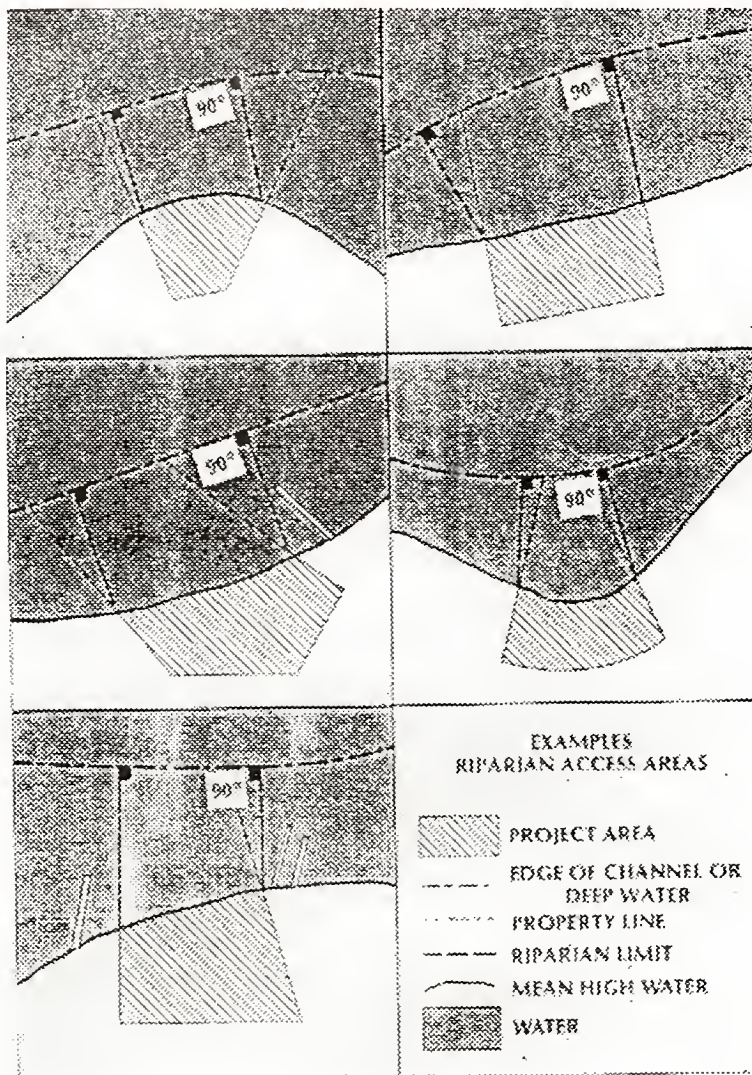 90°
90°
90°
90°
90°
EXAMPLES
RIPARIAN ACCESS AREAS
PROJECT AREA
EDGE OF CHANNEL OR
DEEP WATER
PROPERTY LINE
RIPARIAN LIMIT
MEAN HIGH WATER
WATER